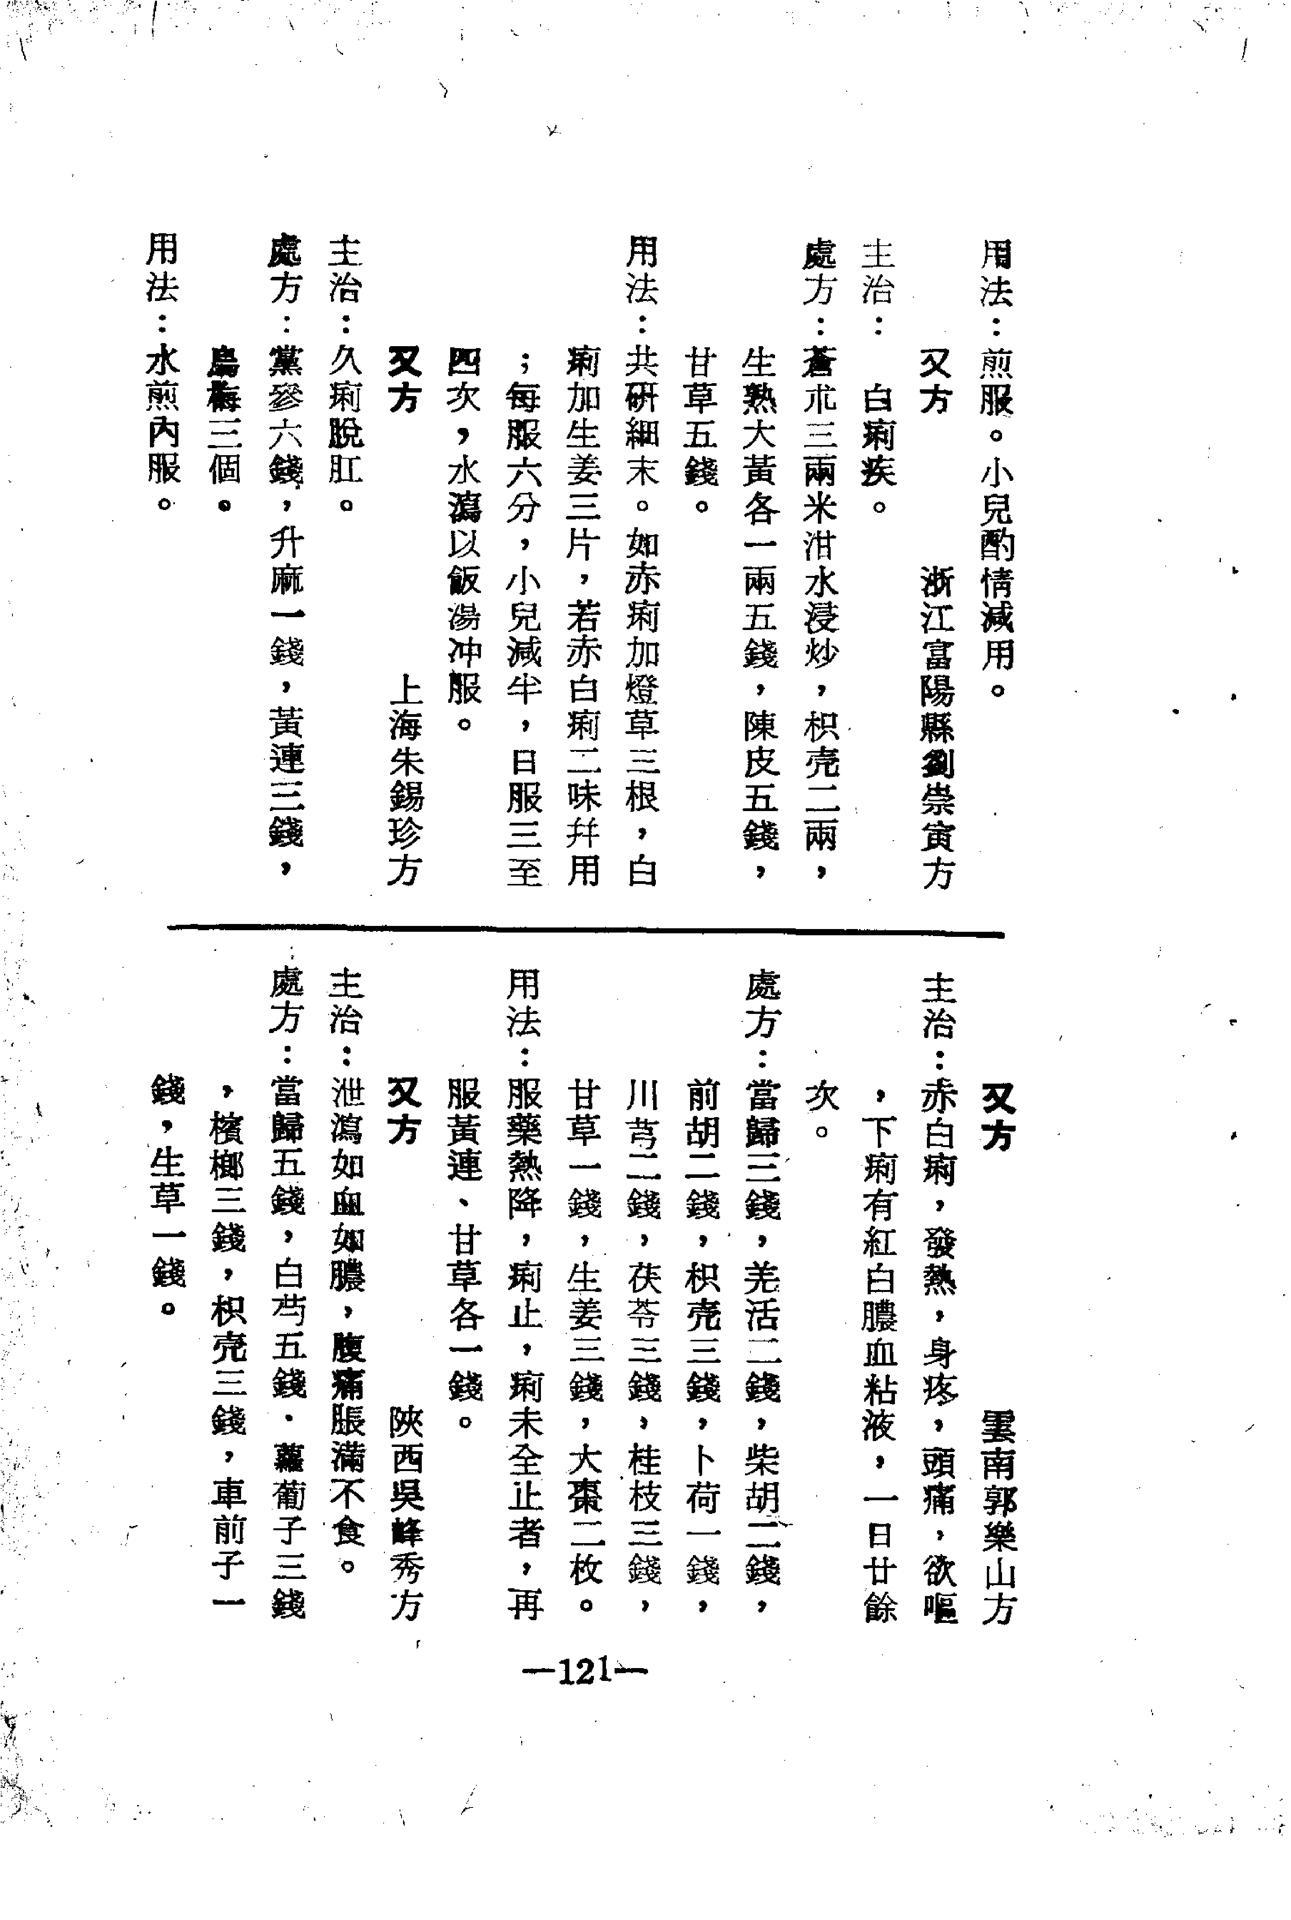 用法：煎服。小兒酌情減用。
又方　浙江富陽縣劉崇寅方
主治：　白痢疾。
處方：蒼朮三兩米泔水浸炒，枳壳二兩，
生熟大黃各一兩五錢，陳皮五錢，
甘草五錢。
用法：共研細末。如赤痢加燈草三根，白
痢加生姜三片，若赤白痢二味幷用
；每服六分，小兒減半，日服三至
四次，水瀉以飯湯冲服。
又方　上海朱錫珍方
主治：久痢脫肛。
處方：黨參六錢，升麻一錢，黃連三錢，
烏梅三個。
用法：水煎內服。
又方　雲南郭樂山方
主治：赤白痢，發熱，身疼，頭痛，欲嘔
，下痢有紅白膿血粘液，一日廿餘
次。
處方：當歸三錢，羌活二錢，柴胡二錢，
前胡二錢，枳壳三錢，卜荷一錢，
川芎二錢，茯苓三錢，桂枝三錢，
甘草一錢，生姜三錢，大棗二枚。
用法：服藥熱降，痢止，痢未全止者，再
服黃連、甘草各一錢。
又方　陝西吳峰秀方
主治：泄瀉如血如膿，腹痛脹滿不食。
處方：當歸五錢，白芍五錢．蘿葡子三錢
，檳榔三錢，枳壳三錢，車前子一
錢，生草一錢。
—121—